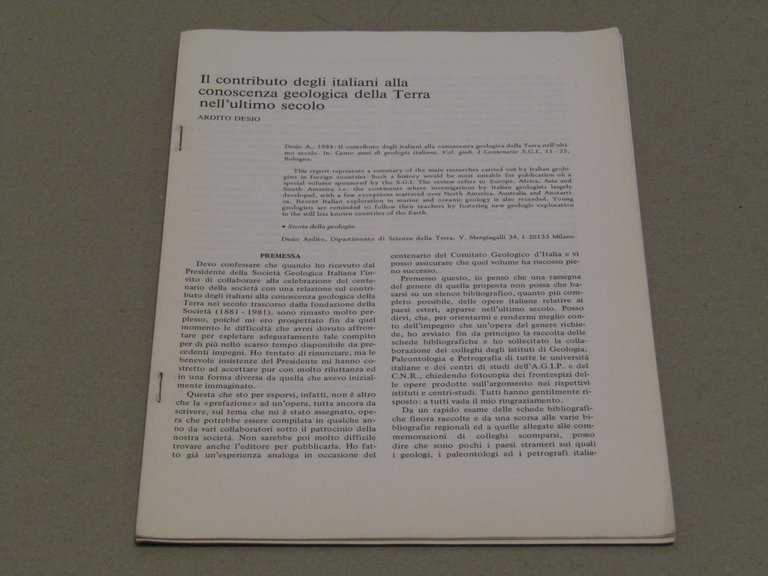 Il contributo degli italiani alla
conoscenza geologica della Terra
nell'ultimo secolo
ARDITO DESIO
Desio A., 1984: Il contributo degli italiani alla conoscenza geologica della Terra nell'ulti-
mo secolo. In: Cento anni di geologia italiana. Vol. giub. I Centenario S.G.I., 11-25,
Bologna.
This report represents a summary of the main researches carried out by Italian geolo-
gists in foreign countries. Such a history would be most suitable for publication oh a
special volume sponsored by the S.G.I. The review refers to Europe, Africa, Asia and
South America i.e. the continents where investigations by Italian geologists largely
developed, with a few exceptions scattered over North America, Australia and Antarti-
ca. Recent Italian exploration in marine and oceanic geology is also recorded. Young
geologists are reminded to follow their teachers by fostering new geologic exploration
in the still less known countries of the Earth.
• Storia della geologia.
Desio Ardito, Dipartimento di Scienze della Terra, V. Mangiagalli 34, I-20133 Milano.
PREMESSA
Devo confessare che quando ho ricevuto dal
Presidente della Società Geologica Italiana l'in-
vito di collaborare alla celebrazione del cente-
nario della società con una relazione sul contri-
buto degli italiani alla conoscenza geologica della
Terra nel secolo trascorso dalla fondazione della
Società (1881-1981), sono rimasto molto per-
plesso, poiché mi ero prospettato fin da quel
momento le difficoltà che avrei dovuto affron-
tare per espletare adeguatamente tale compito
per di più nello scarso tempo disponibile da pre-
cedenti impegni. Ho tentato di rinunciare, ma le
benevole insistenze del Presidente mi hanno co-
stretto ad accettare pur con molto riluttanza ed
in una forma diversa da quella che avevo inizial-
mente immaginato.
Questa che sto per esporvi, infatti, non è altro
che la «prefazione» ad un'opera, tutta ancora da
scrivere, sul tema che mi è stato assegnato, ope-
ra che potrebbe essere compilata in qualche an-
no da vari collaboratori sotto il patrocinio della
nostra società. Non sarebbe poi molto difficile
trovare anche l'editore per pubblicarla. Ho fat-
to già un'esperienza analoga in occasione del
centenario del Comitato Geologico d'Italia e vi
posso assicurare che quel volume ha riscosso pie-
no successo.
Premesso questo, io penso che una rassegna
del genere di quella proposta non possa che ba-
sarsi su un elenco bibliografico, quanto più com-
pleto possibile, delle opere italiane relative ai
paesi esteri, apparse nell'ultimo secolo. Posso
dirvi, che, per orientarmi e rendermi meglio con-
to dell'impegno che un'opera del genere richie-
de, ho avviato fin da principio la raccolta delle
schede bibliografiche e ho sollecitato la colla-
borazione dei colleghi degli istituti di Geologia,
Paleontologia e Petrografia di tutte le università
italiane e dei centri di studi dell'A.G.I.P. e del
C.N.R., chiedendo fotocopia dei frontespizi del-
le opere prodotte sull'argomento nei rispettivi
istituti e centri-studi. Tutti hanno gentilmente ri-
sposto: a tutti vada il mio ringraziamento.
Da un rapido esame delle schede bibliografi-
che finora raccolte e da una scorsa alle varie bi-
bliografie regionali ed a quelle allegate alle com-
memorazioni di colleghi scomparsi, posso
dire che sono pochi i paesi stranieri sui quali
i geologi, i paleontologi ed i petrografi italia-